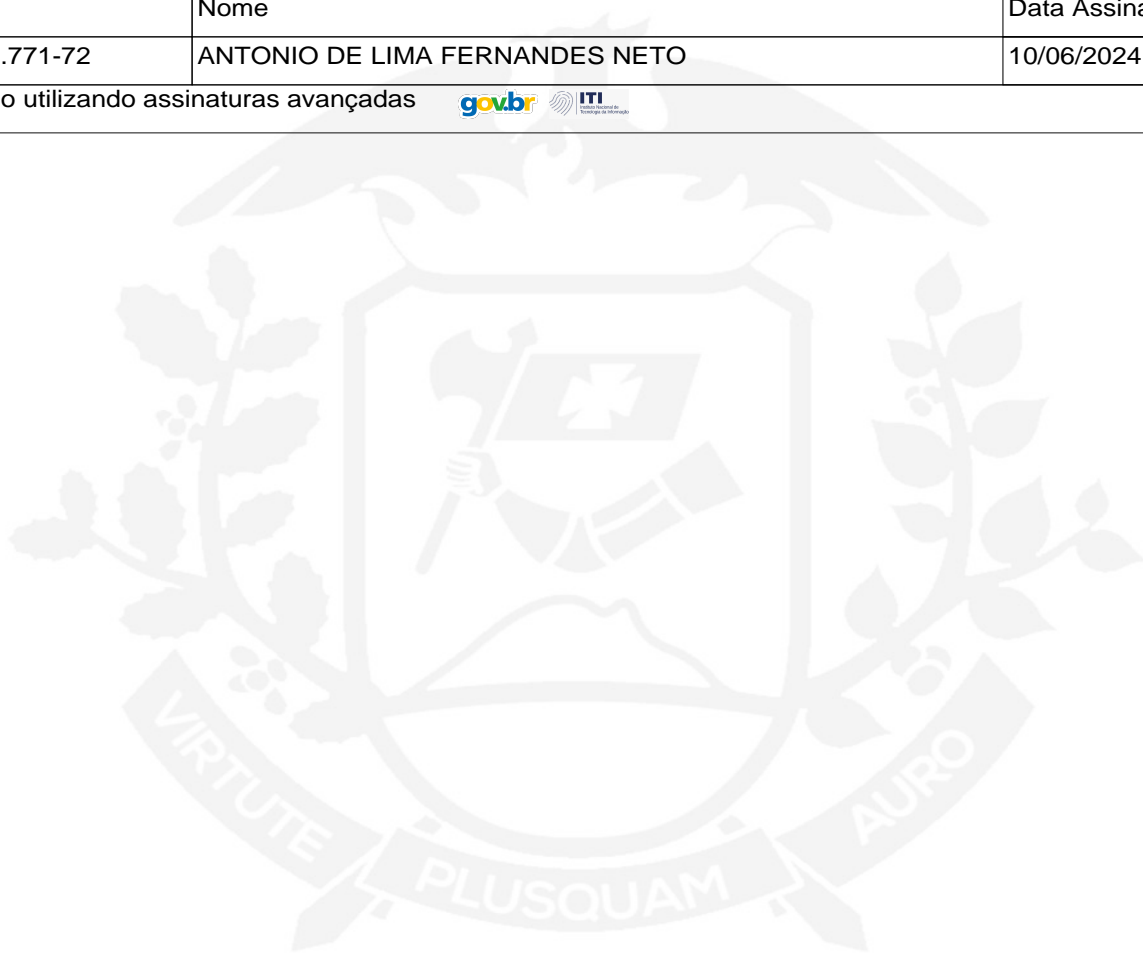 Nome Data Assina
.771-72 ANTONIO DE LIMA FERNANDES NETO 10/06/2024
o utilizando assinaturas avançadas gov.br ITI
VIRTUTE PLUSQUAM AURO